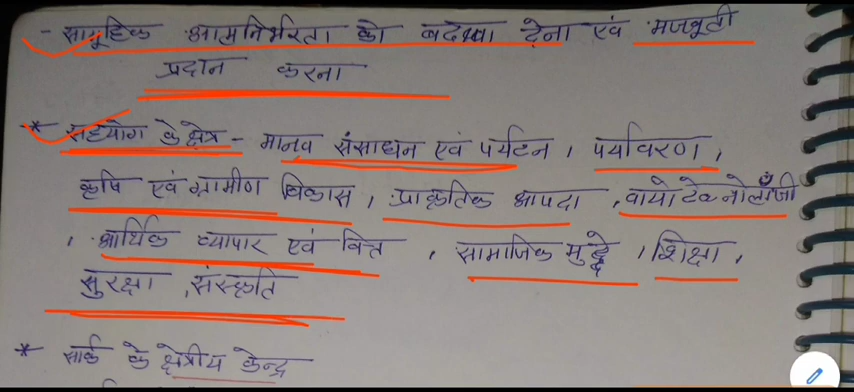 - सामूहिक आत्मनिर्भरता को बढावा देना एवं मजबूती
प्रदान करना
* सहयोग के क्षेत्र - मानव संसाधन एवं पर्यटन, पर्यावरण,
कृषि एवं ग्रामीण विकास, प्राकृतिक आपदा, वायोटेक्नोलॉजी
, आर्थिक व्यापार एवं वित्त, सामाजिक मुद्दे, शिक्षा,
सुरक्षा, संस्कृति
* सार्क के क्षेत्रीय केन्द्र